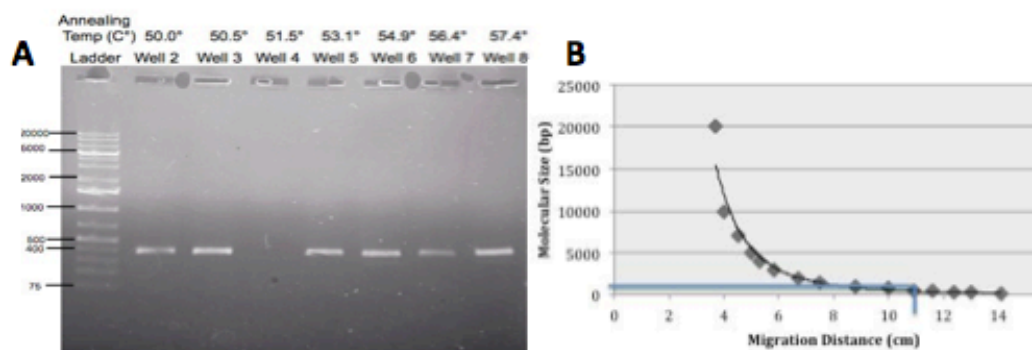 Annealing
Temp (C°) 50.0° 50.5° 51.5° 53.1° 54.9° 56.4° 57.4°
A
Ladder Well 2 Well 3 Well 4 Well 5 Well 6 Well 7 Well 8
20000
5000
2000
1000
500
400
75
B
25000
20000
15000
10000
5000
0
0 2 4 6 8 10 12 14
Molecular Size (bp)
Migration Distance (cm)